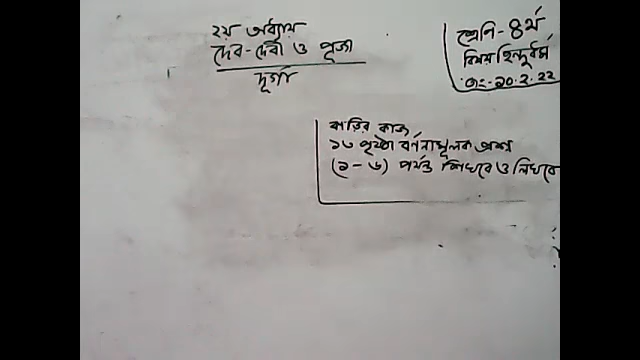 ২য় অধ্যায়
দেব-দেবী ও পূজা
দূর্গা
শ্রেণি-৪র্থ
বিষয় হিন্দুধর্ম
তাং-১০.২.২২
বাড়ির কাজ
১৬ পৃষ্ঠা বর্ণনামূলক প্রশ্ন
(১-৬) পর্যন্ত শিখবে ও লিখবে